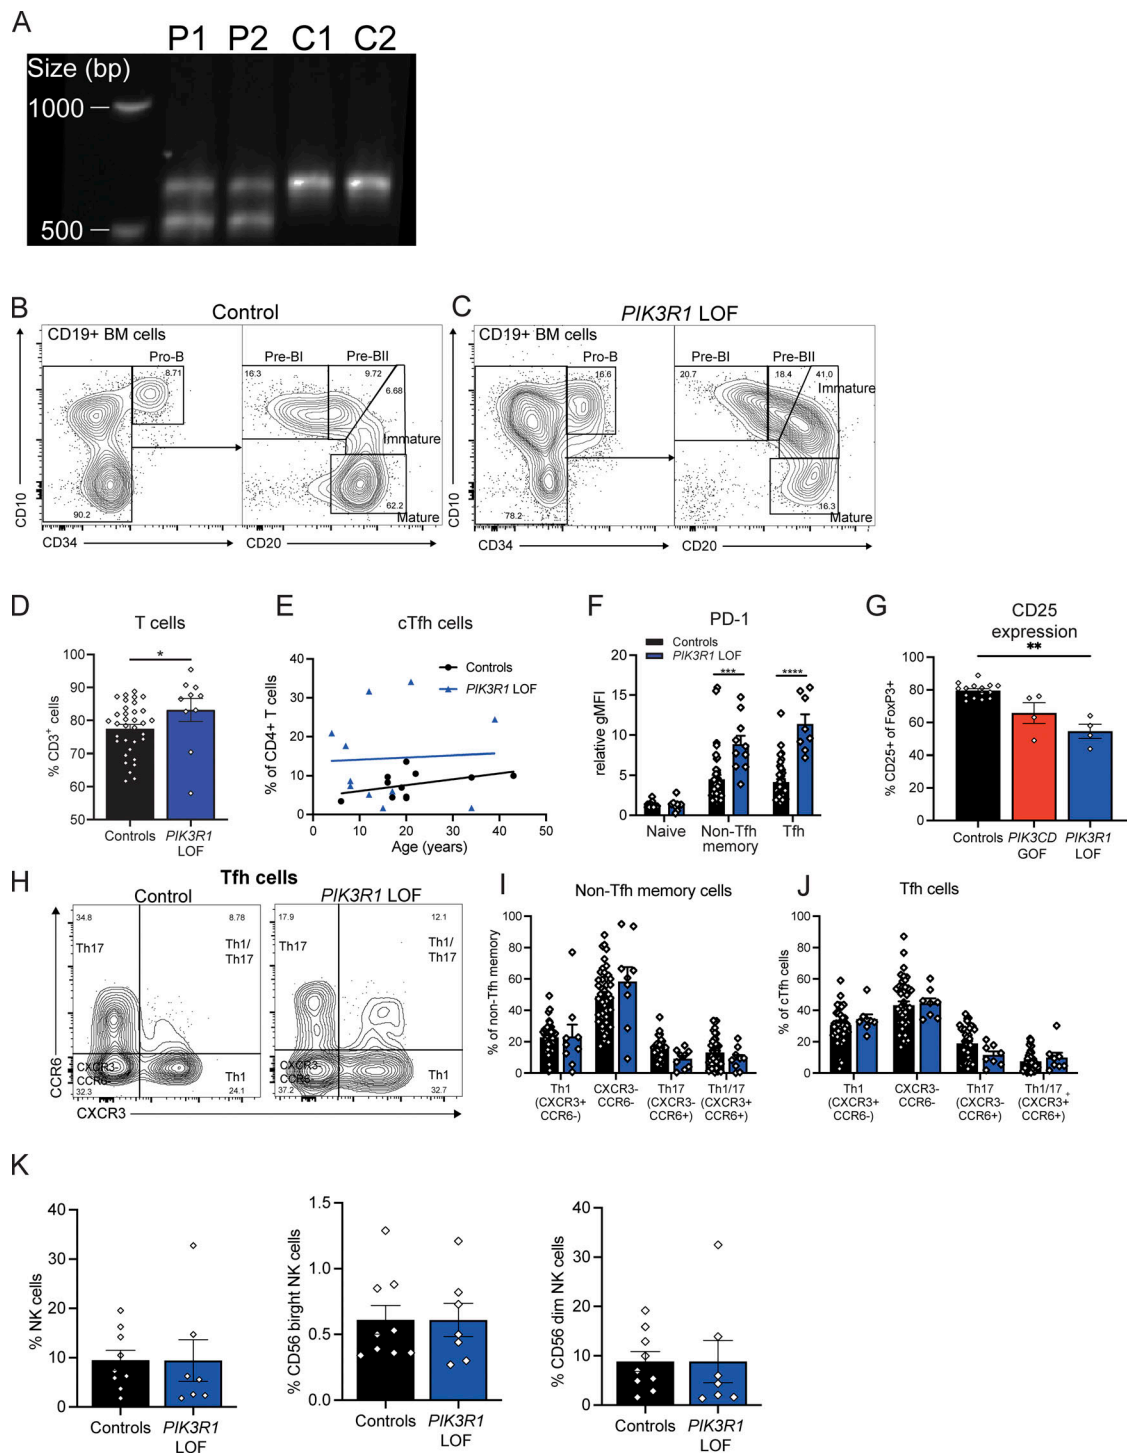 A
P1 P2 C1 C2
Size (bp)
1000
500
B
Control
CD19+ BM cells
Pro-B
8.71
90.2
Pre-BI
16.3
Pre-BII
9.72
6.68
Immature
62.2
Mature
CD10
CD34
CD20
C
PIK3R1 LOF
CD19+ BM cells
Pro-B
16.6
78.2
Pre-BI
20.7
Pre-BII
18.4
41.0
Immature
16.3
Mature
CD10
CD34
CD20
D
T cells
*
% CD3+ cells
100
90
80
70
60
50
Controls
PIK3R1
LOF
E
cTfh cells
% of CD4+ T cells
40
30
20
10
0
Controls
PIK3R1 LOF
0 10 20 30 40 50
Age (years)
F
PD-1
Controls
PIK3R1 LOF
*** ****
relative gMFI
20
15
10
5
0
Naive
Non-Tfh
memory
Tfh
G
CD25
expression
**
% CD25+ of FoxP3+
100
80
60
40
20
0
Controls
PIK3CD
GOF
PIK3R1
LOF
H
Tfh cells
Control
34.8
8.78
Th17
Th1/
Th17
CXCR3-
CCR6-
32.3
Th1
24.1
CCR6
CXCR3
PIK3R1 LOF
17.9
12.1
Th17
Th1/
Th17
CXCR3-
CCR6-
37.2
Th1
32.7
I
Non-Tfh memory cells
% of non-Tfh memory
100
80
60
40
20
0
Th1
(CXCR3+
CCR6-)
CXCR3-
CCR6-
Th17
(CXCR3-
CCR6+)
Th1/17
(CXCR3+
CCR6+)
J
Tfh cells
% of cTfh cells
100
80
60
40
20
0
Th1
(CXCR3+
CCR6-)
CXCR3-
CCR6-
Th17
(CXCR3-
CCR6+)
Th1/17
(CXCR3+
CCR6+)
K
% NK cells
40
30
20
10
0
Controls
PIK3R1
LOF
% CD56 biright NK cells
1.5
1.0
0.5
0.0
Controls
PIK3R1
LOF
% CD56 dim NK cells
40
30
20
10
0
Controls
PIK3R1
LOF